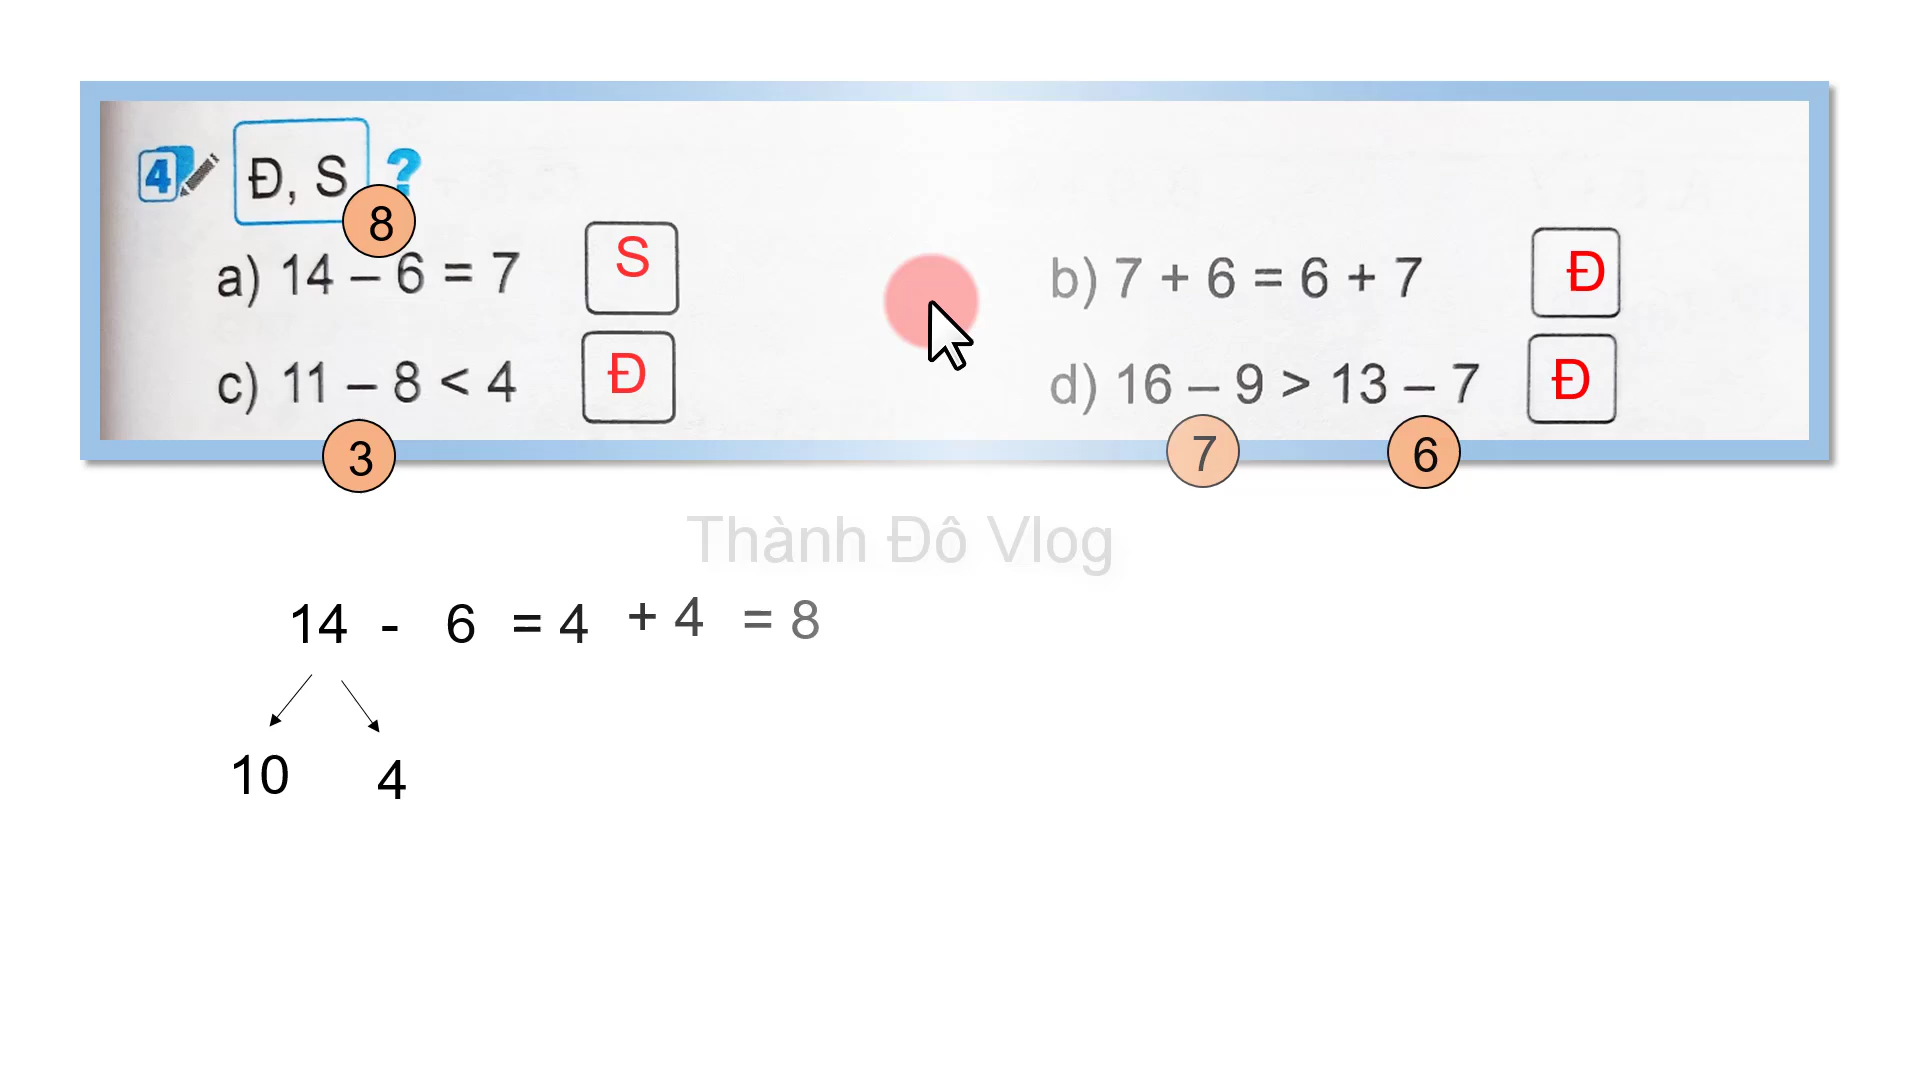 4 Đ, S ?
8
a) 14 – 6 = 7 S
b) 7 + 6 = 6 + 7 Đ
c) 11 – 8 < 4 Đ
d) 16 – 9 > 13 – 7 Đ
3
7
6
Thành Đô Vlog
14 - 6 = 4 + 4 = 8
10 4